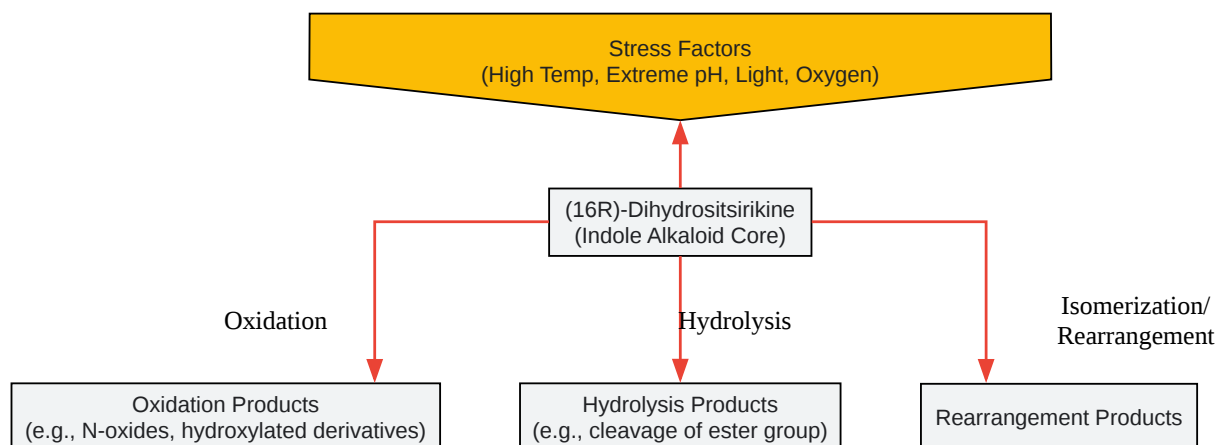 Stress Factors
(High Temp, Extreme pH, Light, Oxygen)
(16R)-Dihydrositsirikine
(Indole Alkaloid Core)
Oxidation
Hydrolysis
Isomerization/
Rearrangement
Oxidation Products
(e.g., N-oxides, hydroxylated derivatives)
Hydrolysis Products
(e.g., cleavage of ester group)
Rearrangement Products